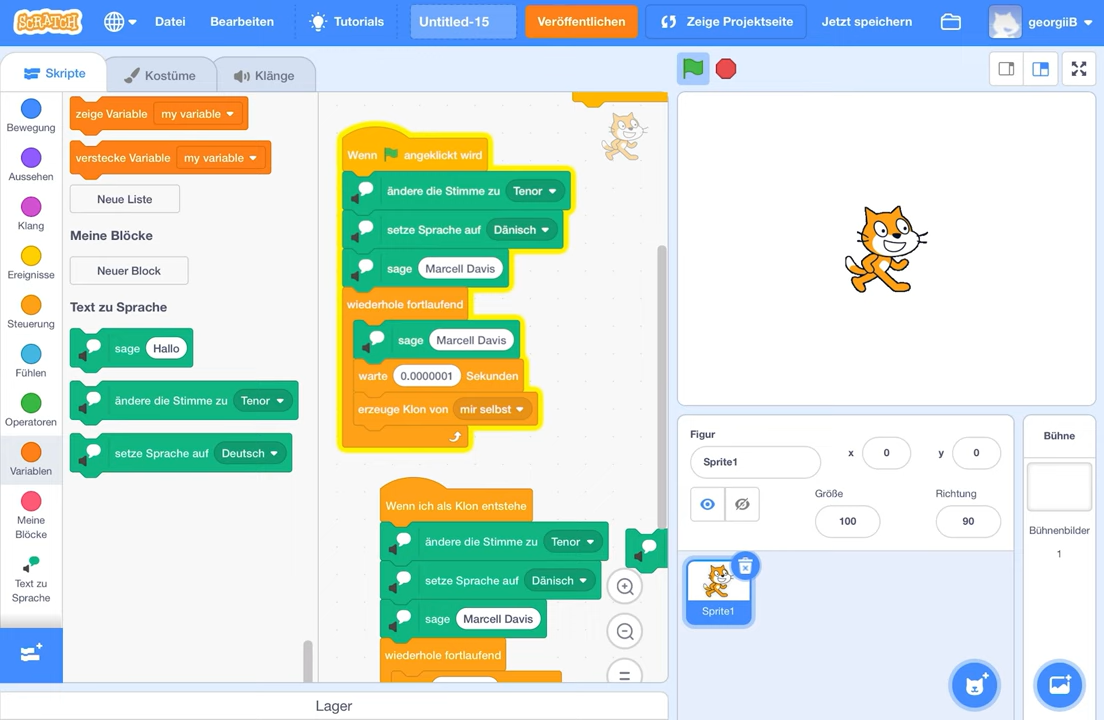 SCRATCH
Datei
Bearbeiten
Tutorials
Untitled-15
Veröffentlichen
Zeige Projektseite
Jetzt speichern
georgiiB
Skripte
Kostüme
Klänge
Bewegung
Aussehen
Klang
Ereignisse
Steuerung
Fühlen
Operatoren
Variablen
Meine
Blöcke
Text zu
Sprache
zeige Variable my variable
verstecke Variable my variable
Neue Liste
Meine Blöcke
Neuer Block
Text zu Sprache
sage Hallo
ändere die Stimme zu Tenor
setze Sprache auf Deutsch
Wenn angeklickt wird
ändere die Stimme zu Tenor
setze Sprache auf Dänisch
sage Marcell Davis
wiederhole fortlaufend
sage Marcell Davis
warte 0.0000001 Sekunden
erzeuge Klon von mir selbst
Wenn ich als Klon entstehe
ändere die Stimme zu Tenor
setze Sprache auf Dänisch
sage Marcell Davis
wiederhole fortlaufend
Lager
Figur
Sprite1
x 0
y 0
Größe
100
Richtung
90
Sprite1
Bühne
Bühnenbilder
1